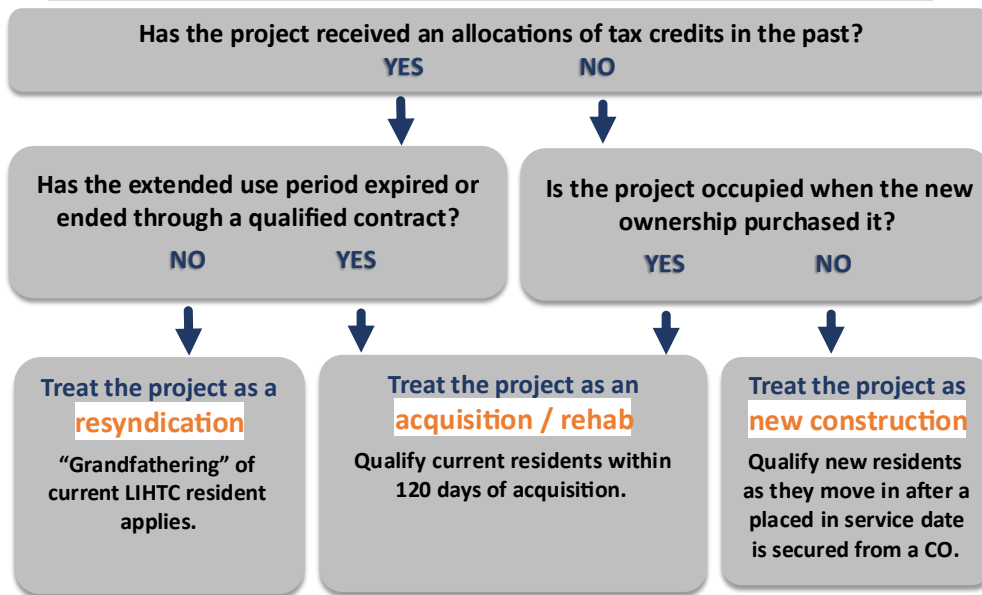 Has the project received an allocations of tax credits in the past?
YES NO
Has the extended use period expired or
ended through a qualified contract?
NO YES
Is the project occupied when the new
ownership purchased it?
YES NO
Treat the project as a
resyndication
“Grandfathering” of
current LIHTC resident
applies.
Treat the project as an
acquisition / rehab
Qualify current residents within
120 days of acquisition.
Treat the project as
new construction
Qualify new residents
as they move in after a
placed in service date
is secured from a CO.